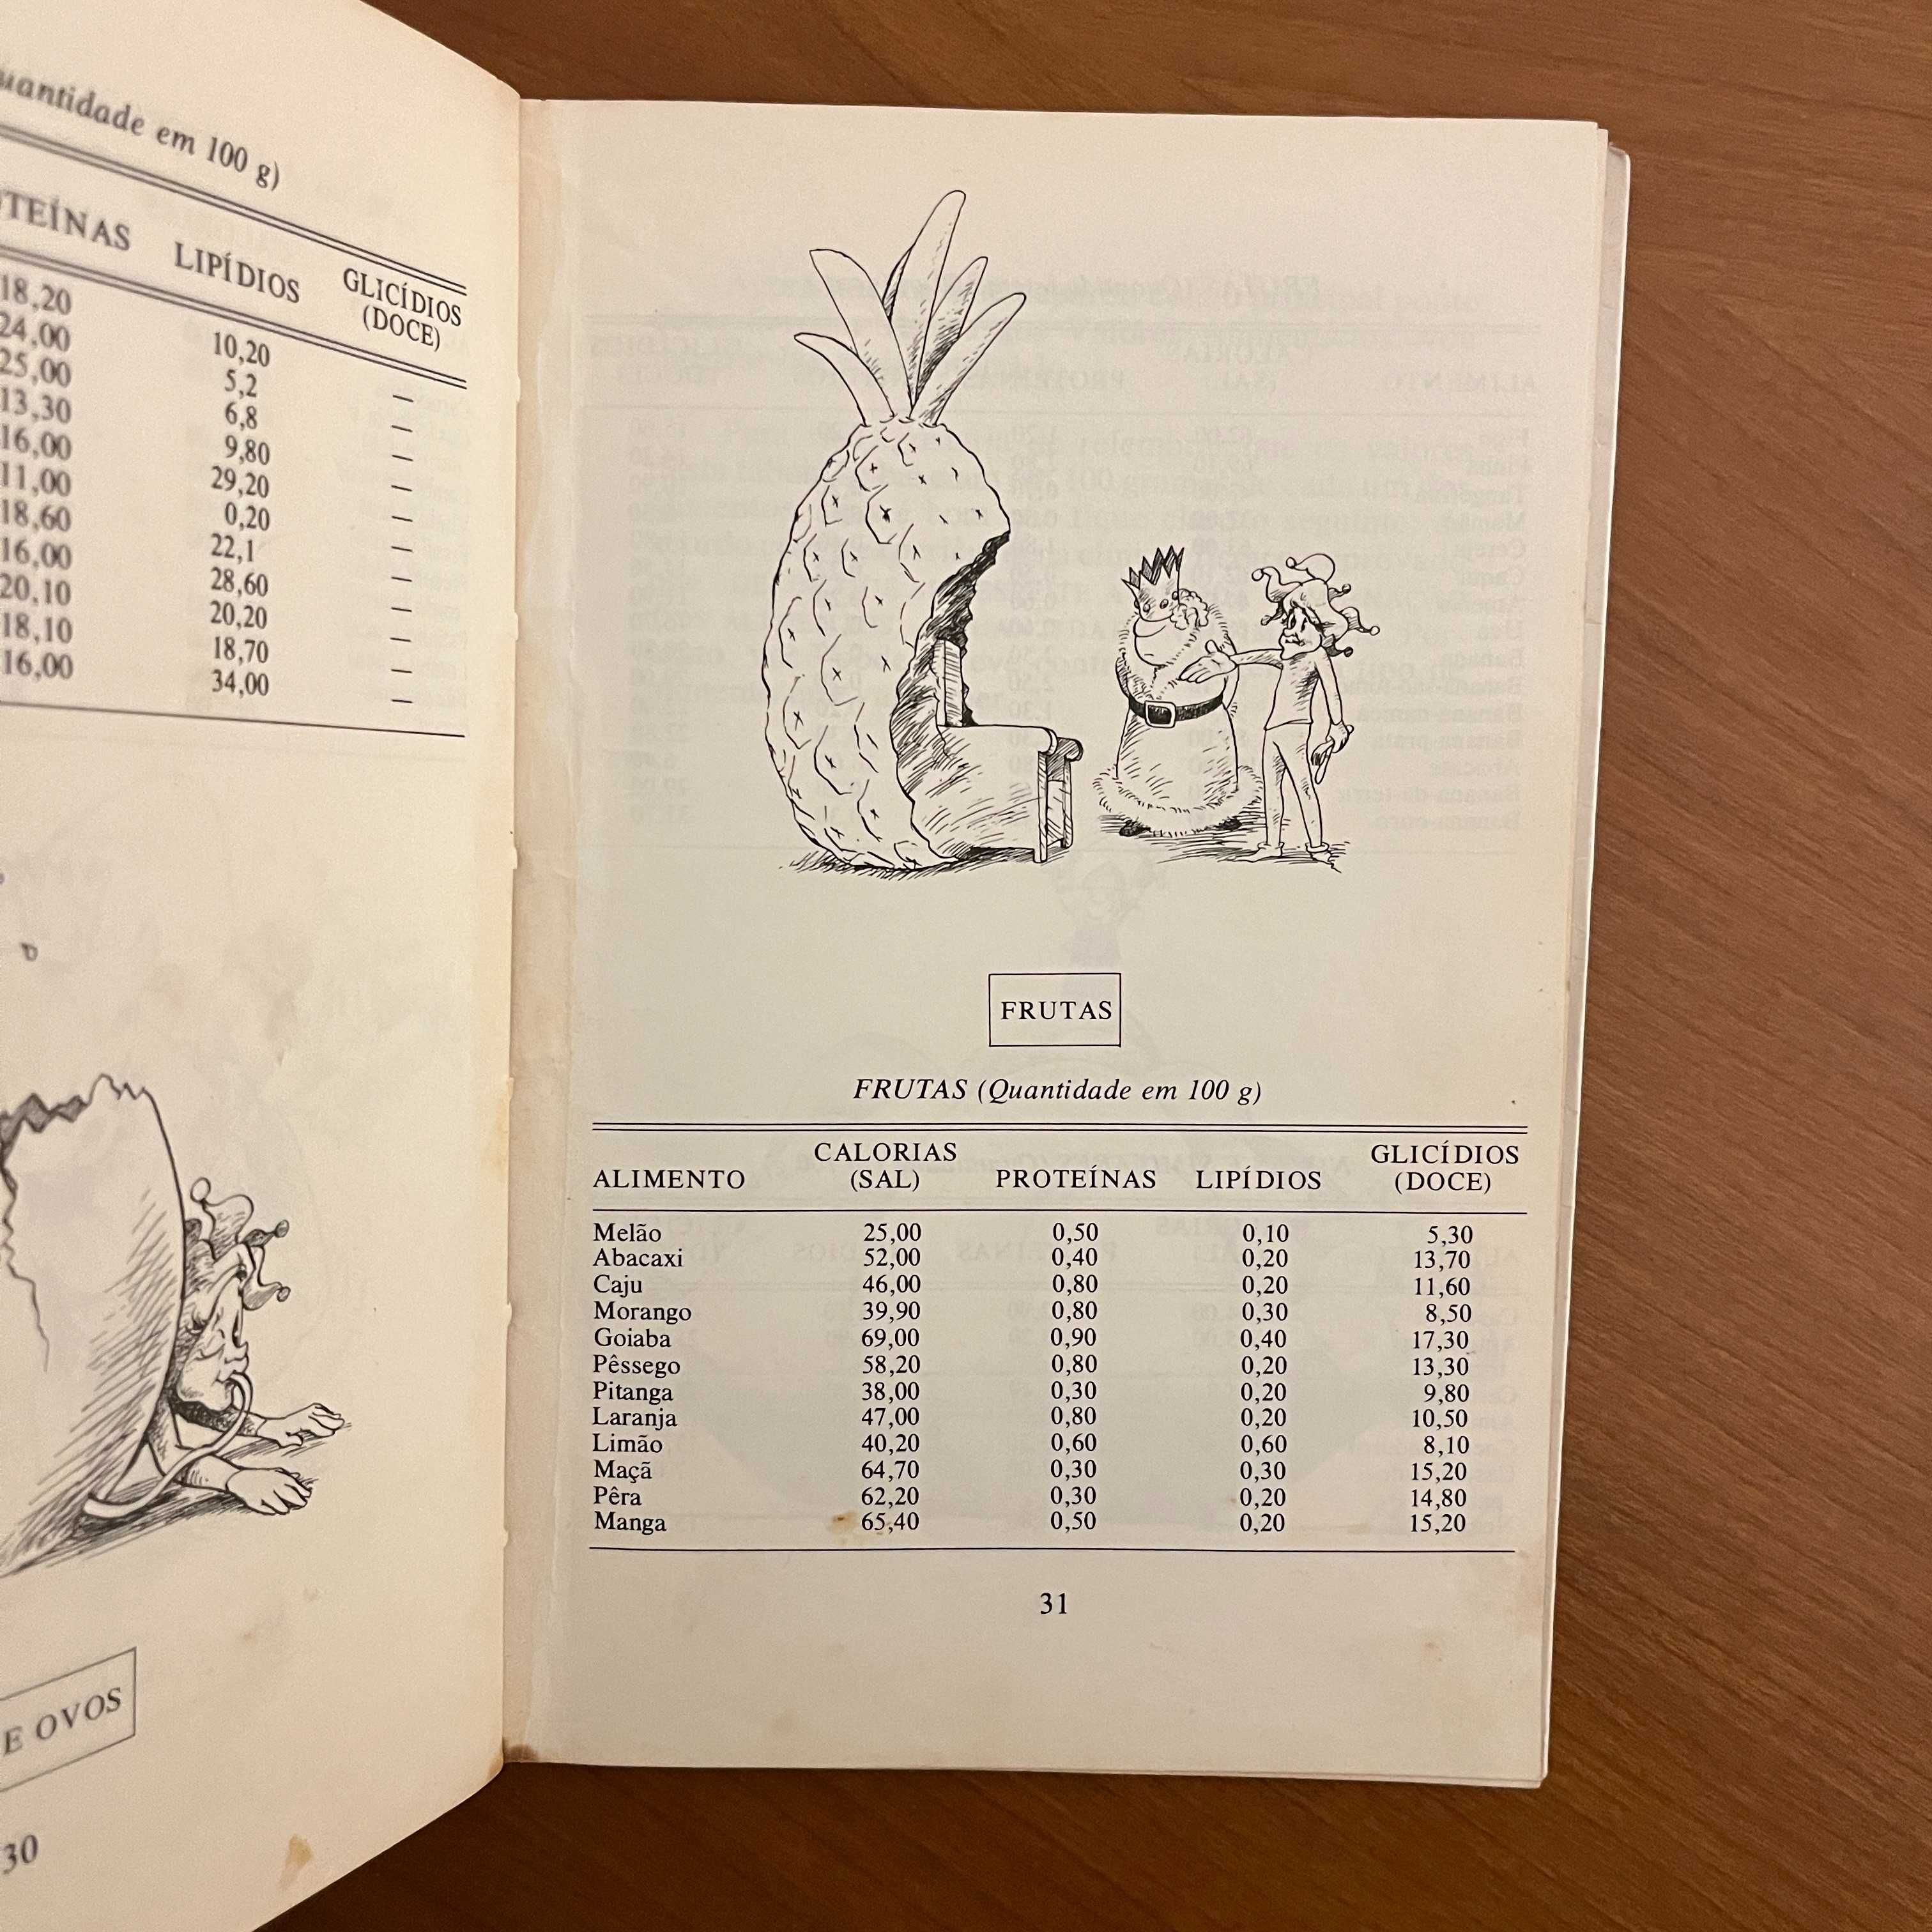 uantidade em 100 g)
TEÍNAS LIPÍDIOS GLICÍDIOS
(DOCE)
18,20 10,20 –
24,00 5,2 –
25,00 6,8 –
13,30 9,80 –
16,00 29,20 –
11,00 0,20 –
18,60 22,1 –
16,00 28,60 –
20,10 20,20 –
18,10 18,70 –
16,00 34,00 –
E OVOS
30
FRUTAS
FRUTAS (Quantidade em 100 g)
ALIMENTO CALORIAS (SAL) PROTEÍNAS LIPÍDIOS GLICÍDIOS (DOCE)
Melão 25,00 0,50 0,10 5,30
Abacaxi 52,00 0,40 0,20 13,70
Caju 46,00 0,80 0,20 11,60
Morango 39,90 0,80 0,30 8,50
Goiaba 69,00 0,90 0,40 17,30
Pêssego 58,20 0,80 0,20 13,30
Pitanga 38,00 0,30 0,20 9,80
Laranja 47,00 0,80 0,20 10,50
Limão 40,20 0,60 0,60 8,10
Maçã 64,70 0,30 0,30 15,20
Pêra 62,20 0,30 0,20 14,80
Manga 65,40 0,50 0,20 15,20
31